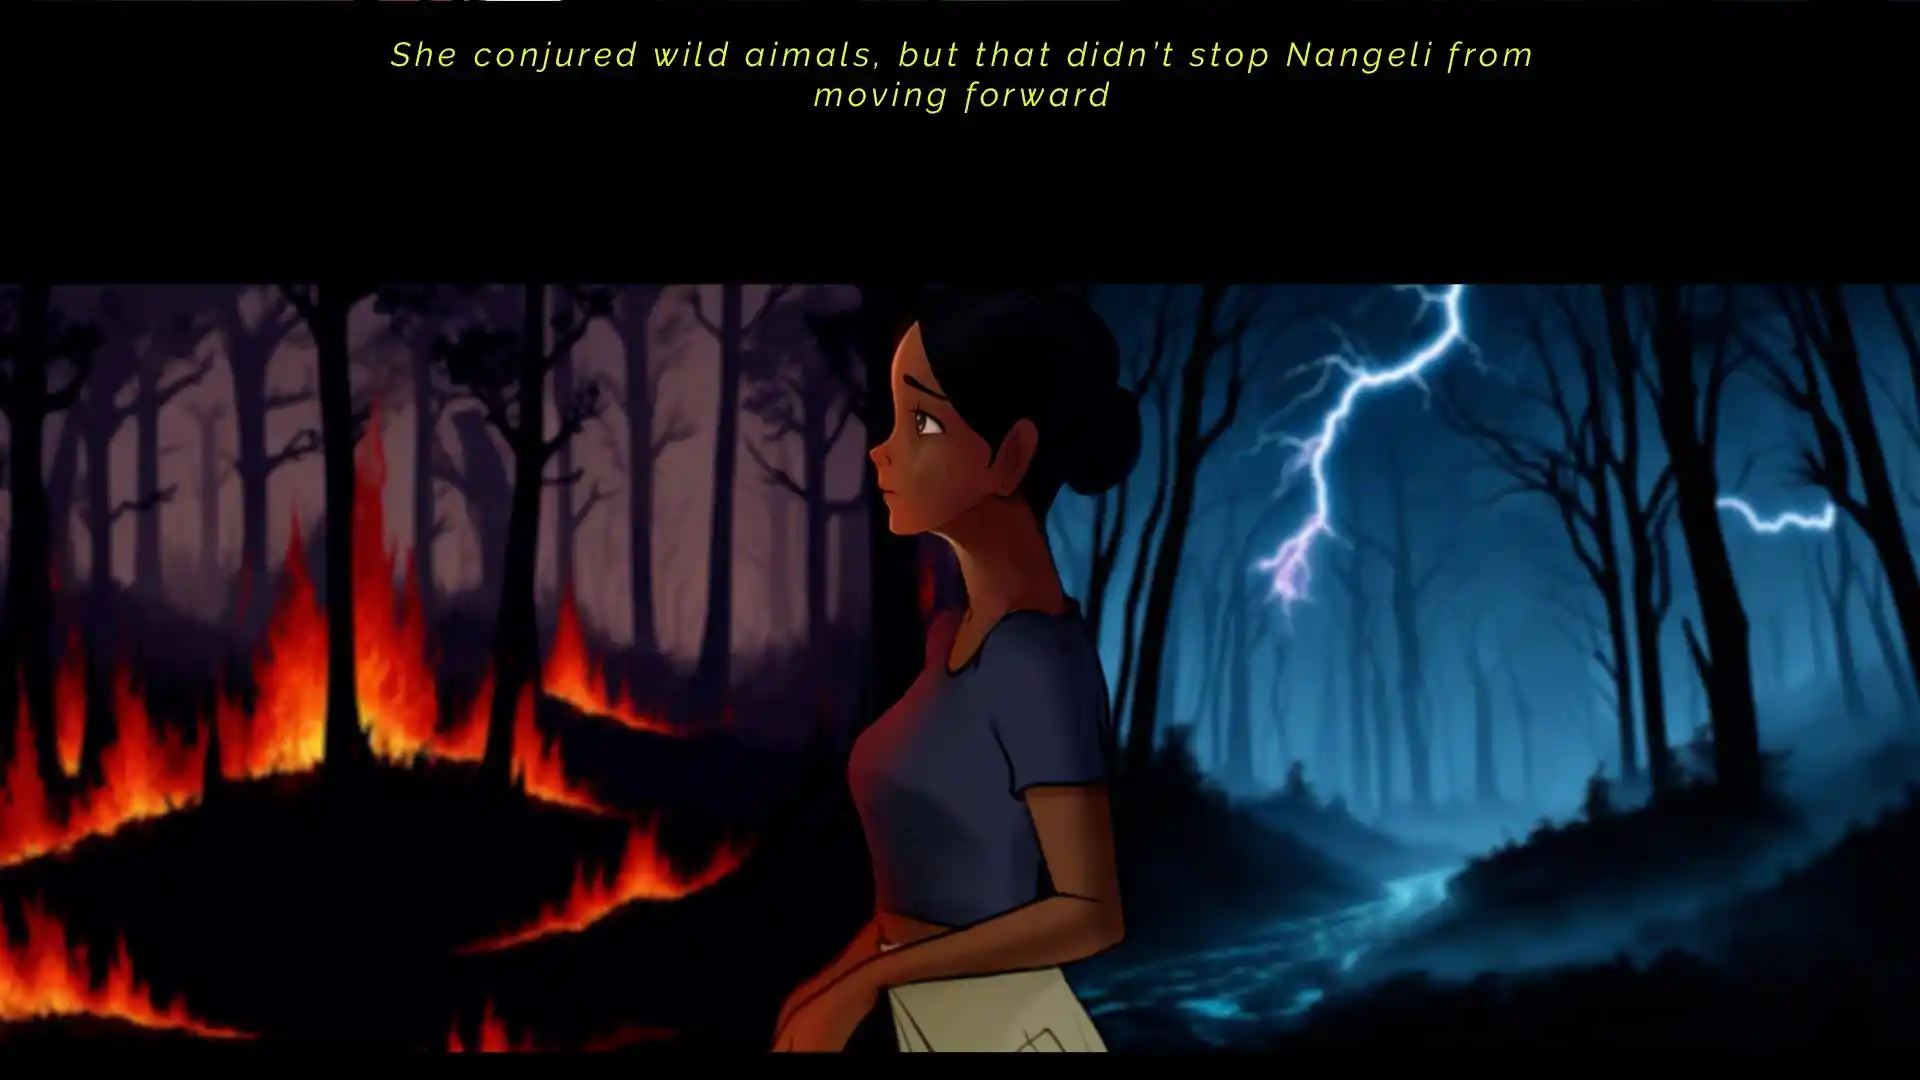 She conjured wild aimals, but that didn't stop Nangeli from
moving forward